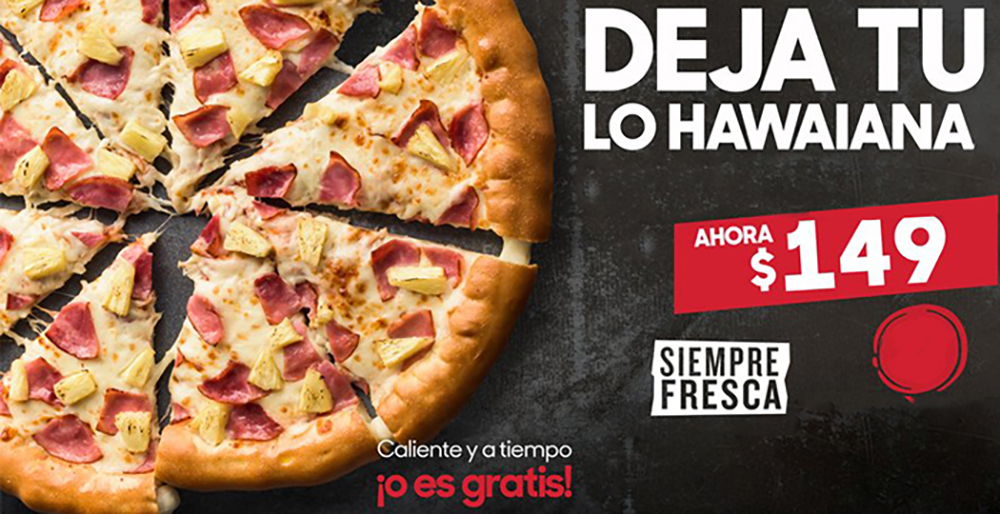 DEJA TU
LO HAWAIANA
AHORA
$149
SIEMPRE
FRESCA
Caliente y a tiempo
¡o es gratis!